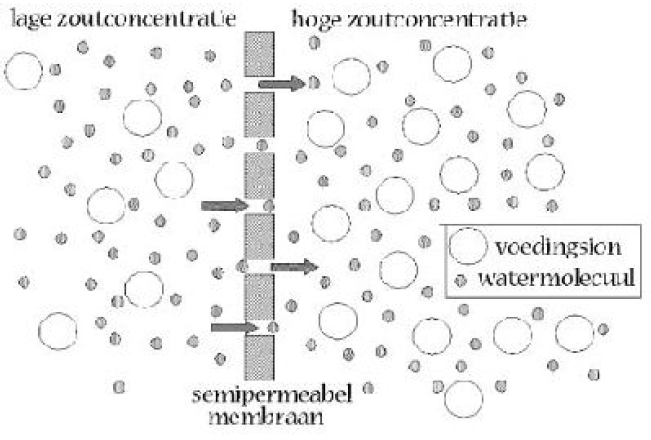 lage zoutconcentratie
hoge zoutconcentratie
voedingsion
watermolecuul
semipermeabel
membraan